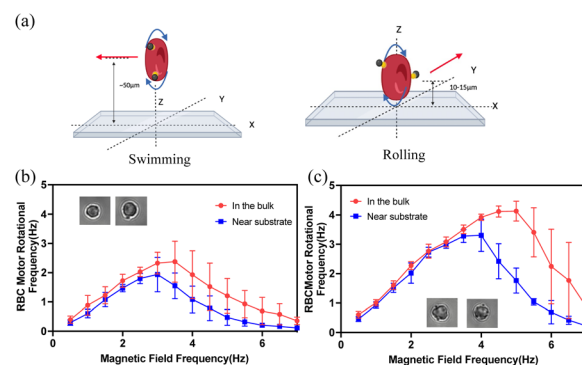 (a)
Z
~50μm
Z
Y
X
Swimming
Z
Y
10-15μm
X
Rolling
(b)
RBC Motor Rotational
Frequency(Hz)
5
4
3
2
1
0
0
2
4
6
In the bulk
Near substrate
Magnetic Field Frequency(Hz)
(c)
RBCMotor Rotational
Frequency(Hz)
5
4
3
2
1
0
0
2
4
6
In the bulk
Near substrate
Magnetic Field Frequency(Hz)